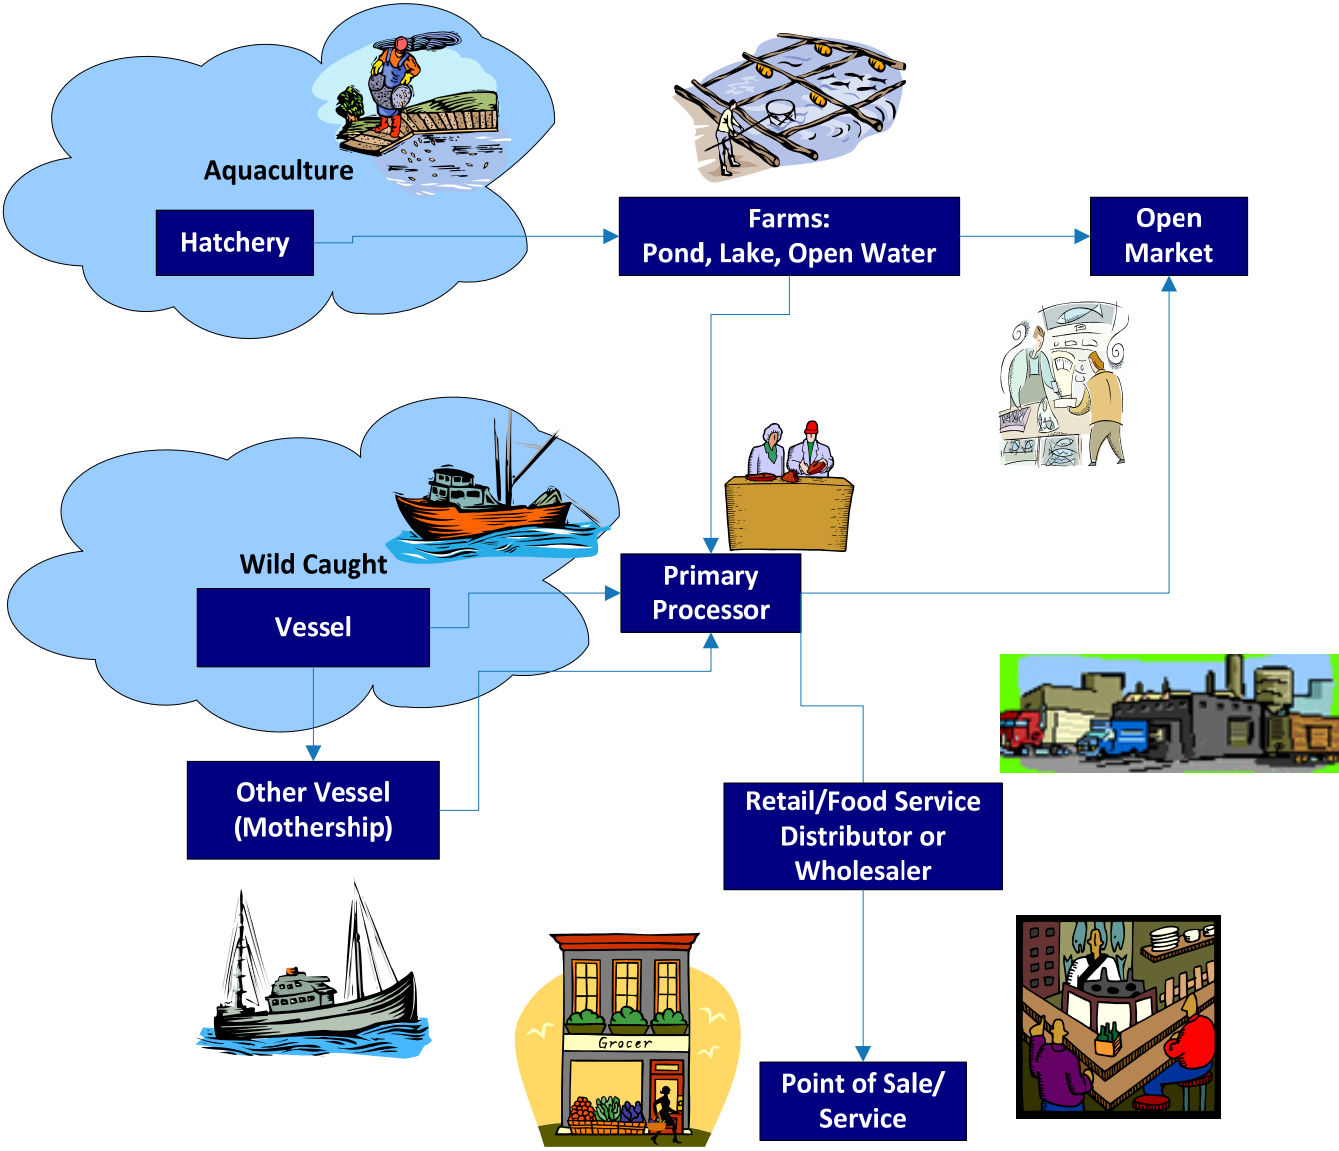 Aquaculture
Hatchery
Farms:
Pond, Lake, Open Water
Open
Market
Wild Caught
Vessel
Primary
Processor
Other Vessel
(Mothership)
Retail/Food Service
Distributor or
Wholesaler
Grocer
Point of Sale/
Service